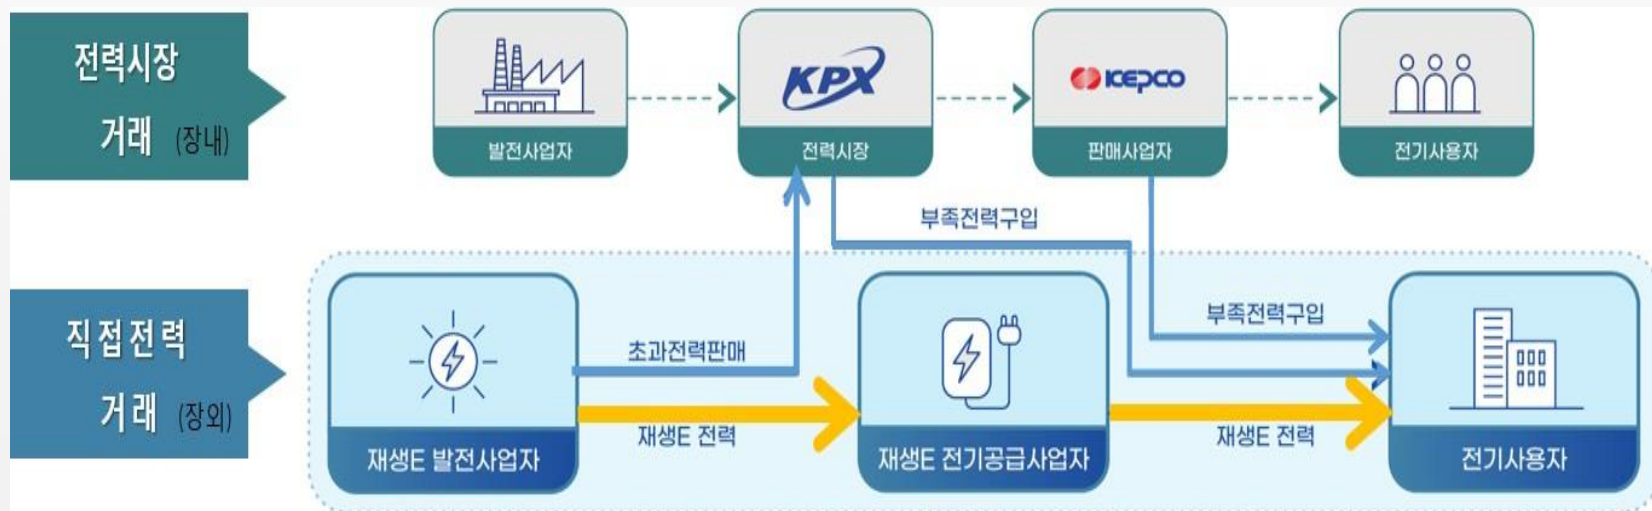 전력시장
거래 (장내)
KPX
KEPCO
발전사업자
전력시장
판매사업자
전기사용자
부족전력구입
직접전력
거래 (장외)
부족전력구입
초과전력판매
재생E 전력
재생E 전력
재생E 발전사업자
재생E 전기공급사업자
전기사용자